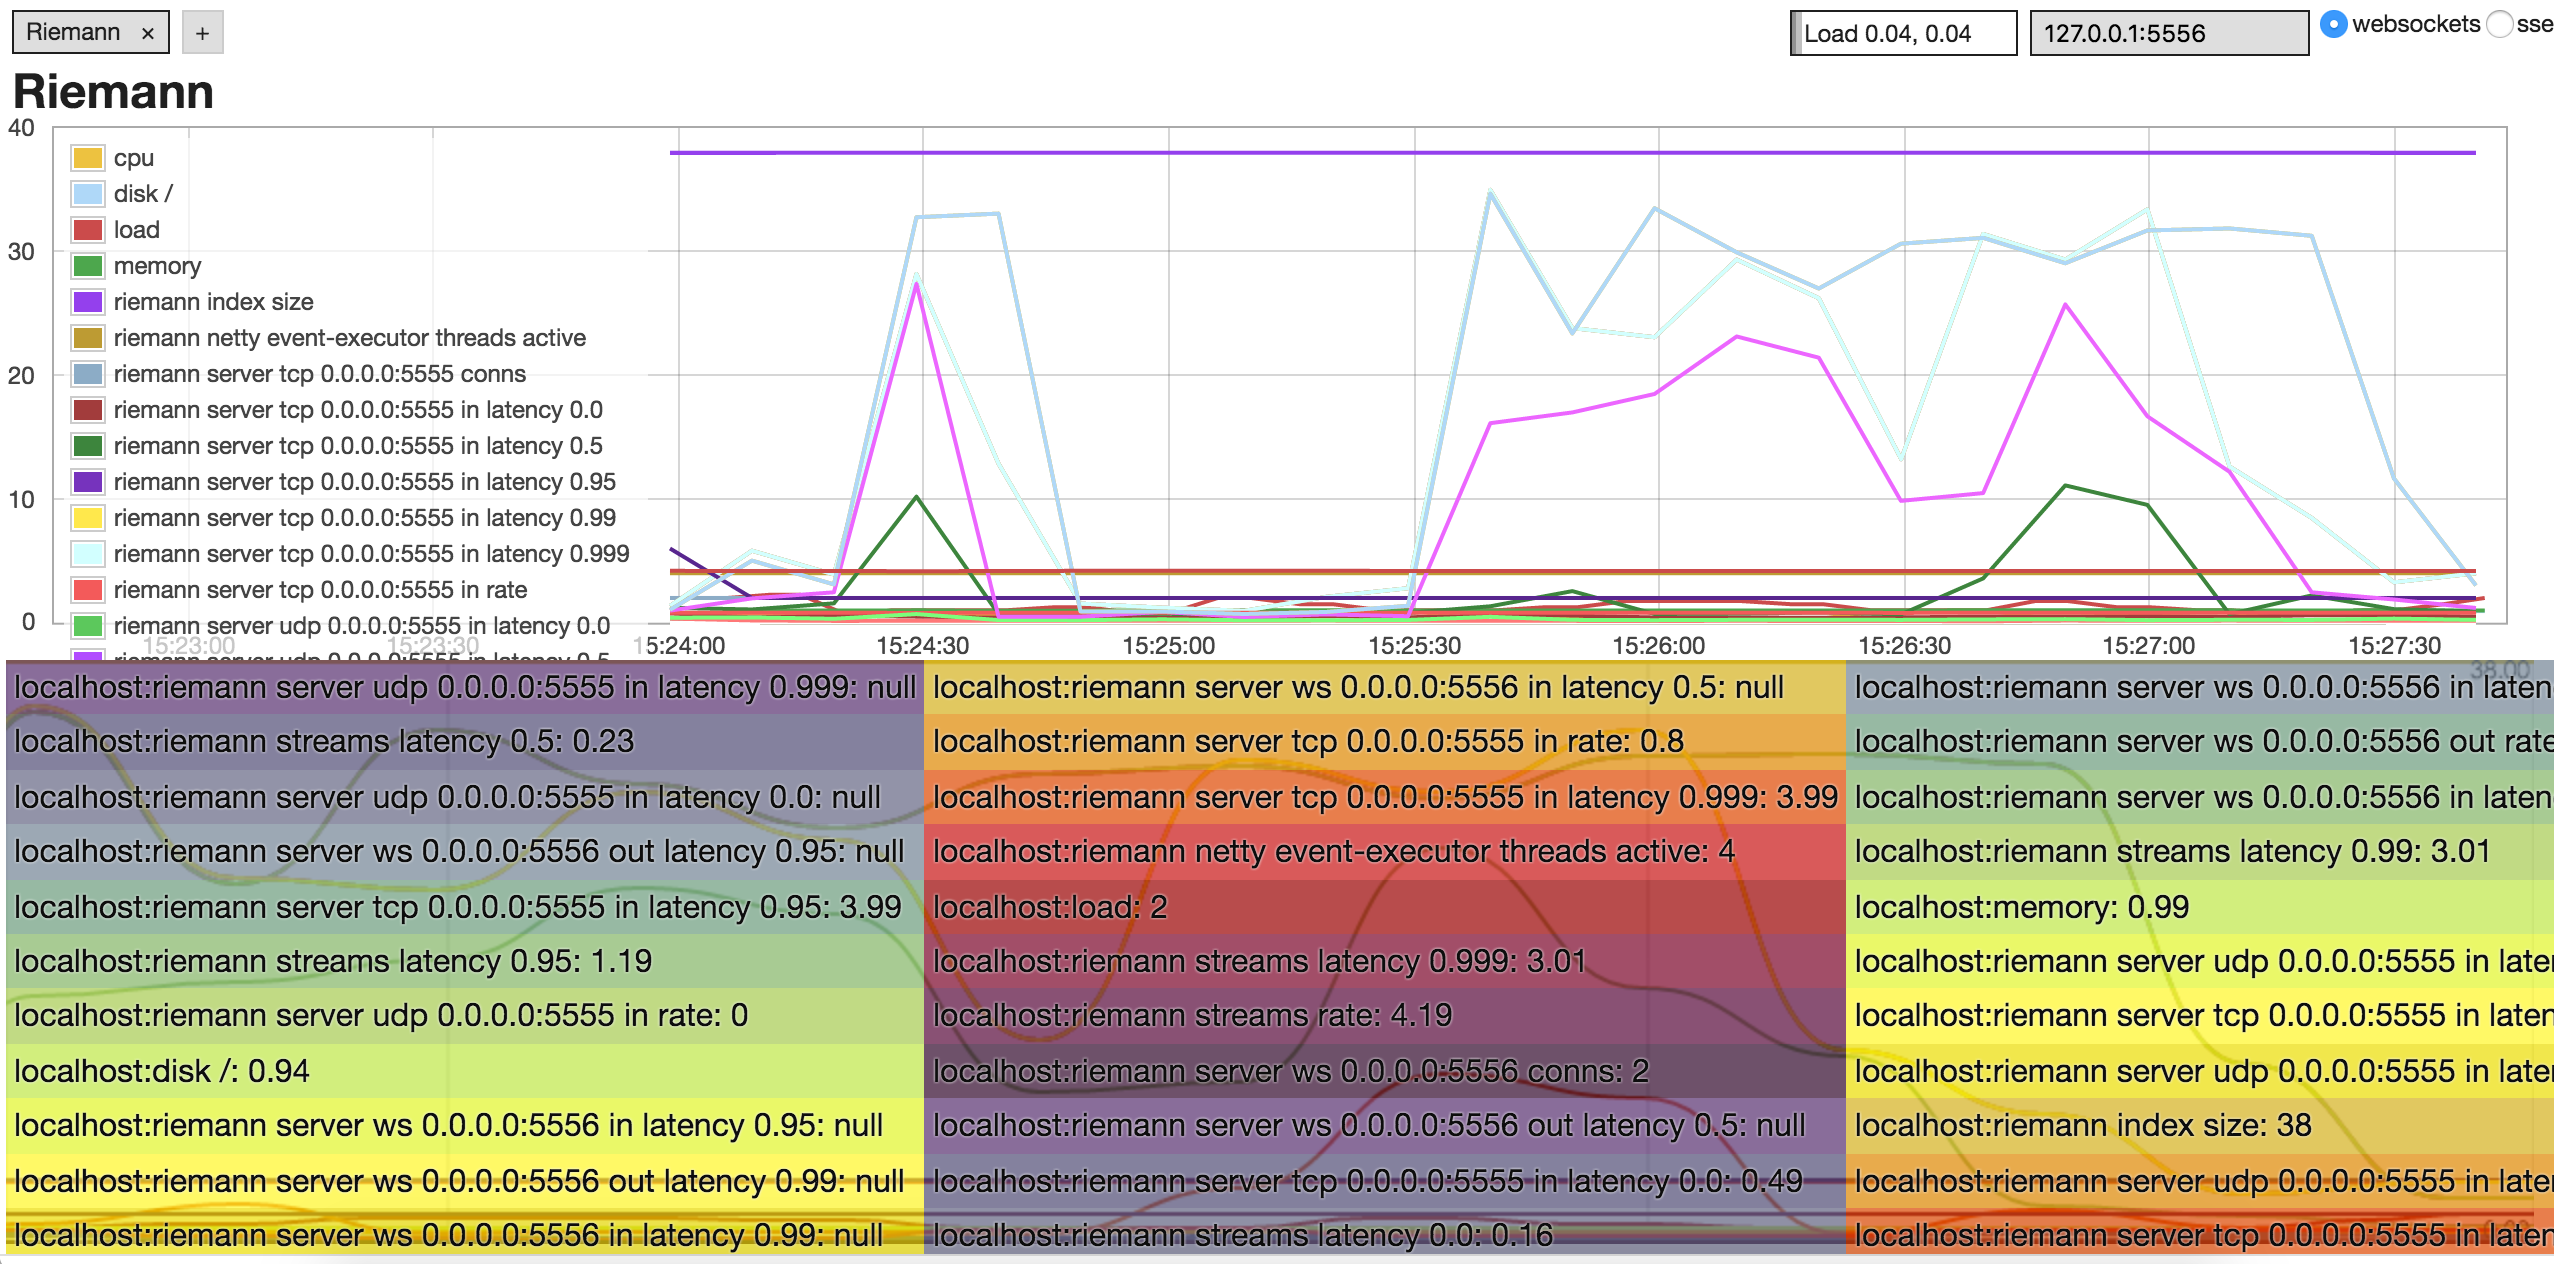 Riemann ×
+
Load 0.04, 0.04
127.0.0.1:5556
websockets
sse
Riemann
40
30
20
10
0
cpu
disk /
load
memory
riemann index size
riemann netty event-executor threads active
riemann server tcp 0.0.0.0:5555 conns
riemann server tcp 0.0.0.0:5555 in latency 0.0
riemann server tcp 0.0.0.0:5555 in latency 0.5
riemann server tcp 0.0.0.0:5555 in latency 0.95
riemann server tcp 0.0.0.0:5555 in latency 0.99
riemann server tcp 0.0.0.0:5555 in latency 0.999
riemann server tcp 0.0.0.0:5555 in rate
riemann server udp 0.0.0.0:5555 in latency 0.0
riemann server udp 0.0.0.0:5555 in latency 0.5
15:23:00 15:23:30 15:24:00 15:24:30 15:25:00 15:25:30 15:26:00 15:26:30 15:27:00 15:27:30
38.00
localhost:riemann server udp 0.0.0.0:5555 in latency 0.999: null
localhost:riemann streams latency 0.5: 0.23
localhost:riemann server udp 0.0.0.0:5555 in latency 0.0: null
localhost:riemann server ws 0.0.0.0:5556 out latency 0.95: null
localhost:riemann server tcp 0.0.0.0:5555 in latency 0.95: 3.99
localhost:riemann streams latency 0.95: 1.19
localhost:riemann server udp 0.0.0.0:5555 in rate: 0
localhost:disk /: 0.94
localhost:riemann server ws 0.0.0.0:5556 in latency 0.95: null
localhost:riemann server ws 0.0.0.0:5556 out latency 0.99: null
localhost:riemann server ws 0.0.0.0:5556 in latency 0.99: null
localhost:riemann server ws 0.0.0.0:5556 in latency 0.5: null
localhost:riemann server tcp 0.0.0.0:5555 in rate: 0.8
localhost:riemann server tcp 0.0.0.0:5555 in latency 0.999: 3.99
localhost:riemann netty event-executor threads active: 4
localhost:load: 2
localhost:riemann streams latency 0.999: 3.01
localhost:riemann streams rate: 4.19
localhost:riemann server ws 0.0.0.0:5556 conns: 2
localhost:riemann server ws 0.0.0.0:5556 out latency 0.5: null
localhost:riemann server tcp 0.0.0.0:5555 in latency 0.0: 0.49
localhost:riemann streams latency 0.0: 0.16
localhost:riemann server ws 0.0.0.0:5556 in laten
localhost:riemann server ws 0.0.0.0:5556 out rate
localhost:riemann server ws 0.0.0.0:5556 in laten
localhost:riemann streams latency 0.99: 3.01
localhost:memory: 0.99
localhost:riemann server udp 0.0.0.0:5555 in late
localhost:riemann server tcp 0.0.0.0:5555 in laten
localhost:riemann server udp 0.0.0.0:5555 in late
localhost:riemann index size: 38
localhost:riemann server udp 0.0.0.0:5555 in late
localhost:riemann server tcp 0.0.0.0:5555 in laten